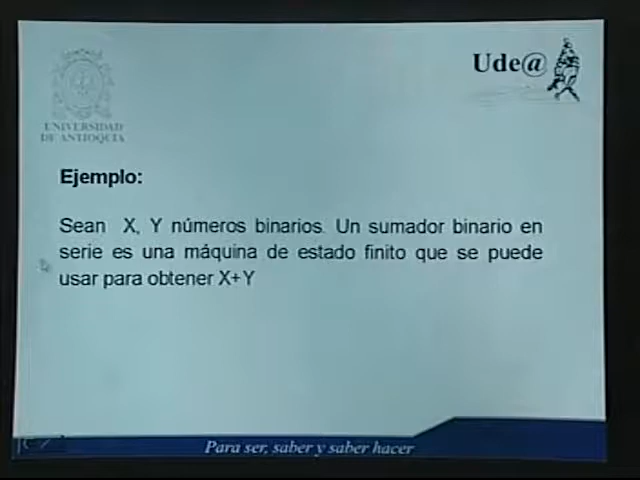 Ude@
UNIVERSIDAD
DE ANTIOQUIA
Ejemplo:
Sean X, Y números binarios. Un sumador binario en
serie es una máquina de estado finito que se puede
usar para obtener X+Y
Para ser, saber y saber hacer